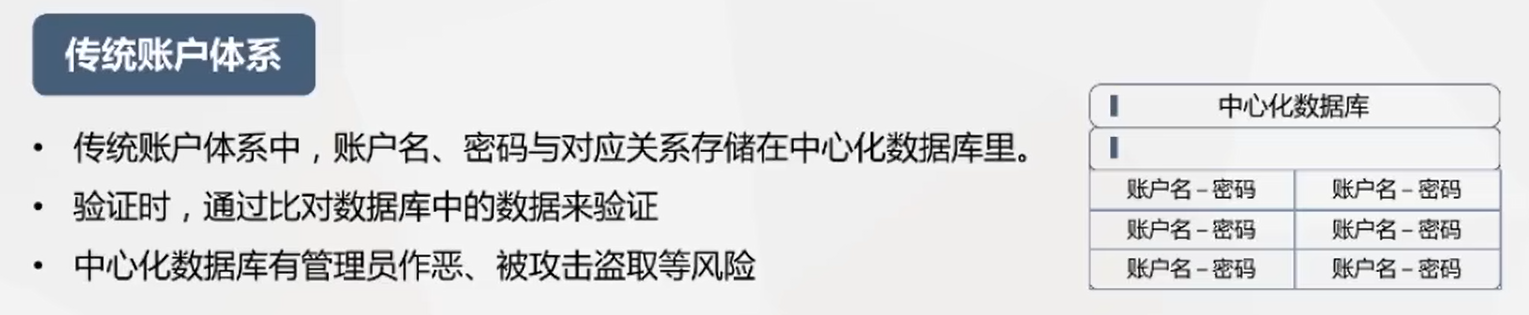 传统账户体系
• 传统账户体系中，账户名、密码与对应关系存储在中心化数据库里。
• 验证时，通过比对数据库中的数据来验证
• 中心化数据库有管理员作恶、被攻击盗取等风险
中心化数据库
账户名 – 密码 账户名 – 密码
账户名 – 密码 账户名 – 密码
账户名 – 密码 账户名 – 密码